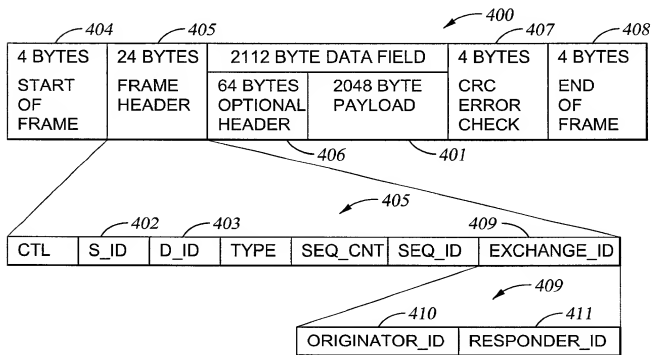 400
404 405 407 408
4 BYTES 24 BYTES 2112 BYTE DATA FIELD 4 BYTES 4 BYTES
START FRAME 64 BYTES 2048 BYTE CRC END
OF HEADER OPTIONAL PAYLOAD ERROR OF
FRAME HEADER CHECK FRAME
406 401
405
402 403 409
CTL S_ID D_ID TYPE SEQ_CNT SEQ_ID EXCHANGE_ID
409
410 411
ORIGINATOR_ID RESPONDER_ID